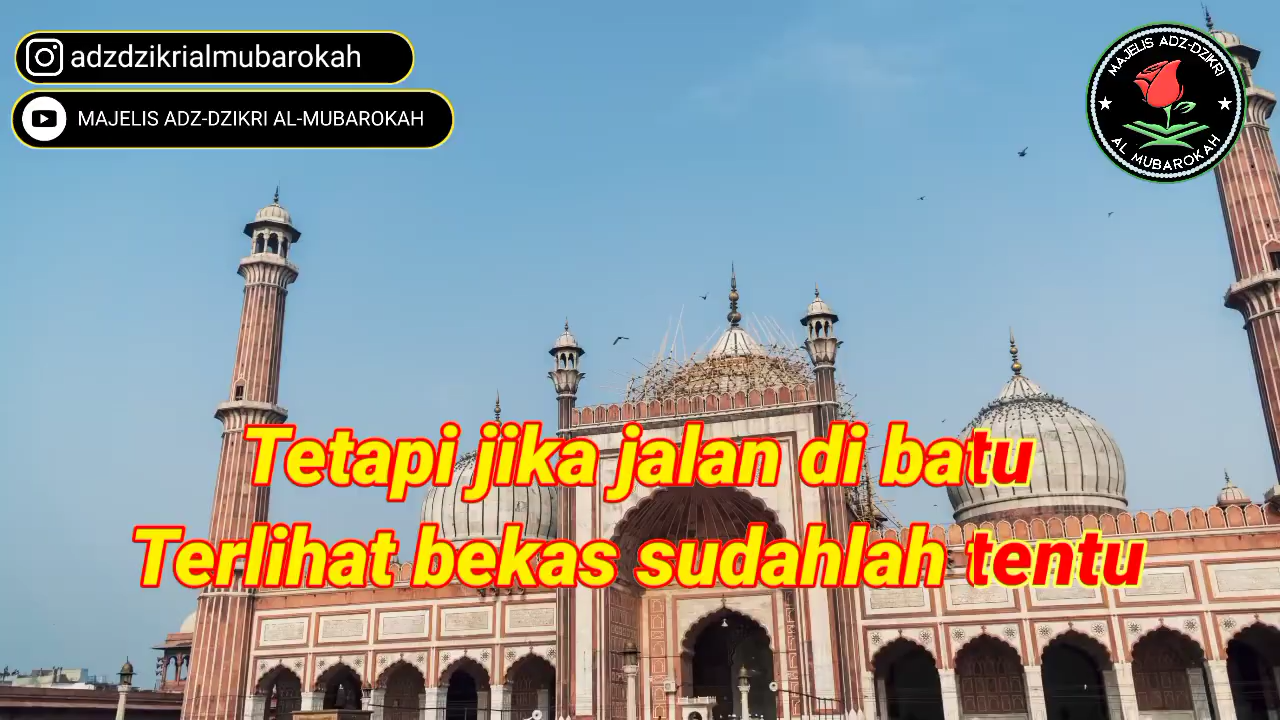 adzdzikrialmubarokah
MAJELIS ADZ-DZIKRI AL-MUBAROKAH
MAJELIS ADZ-DZIKRI
AL MUBAROKAH
Tetapi jika jalan di batu
Terlihat bekas sudahlah tentu